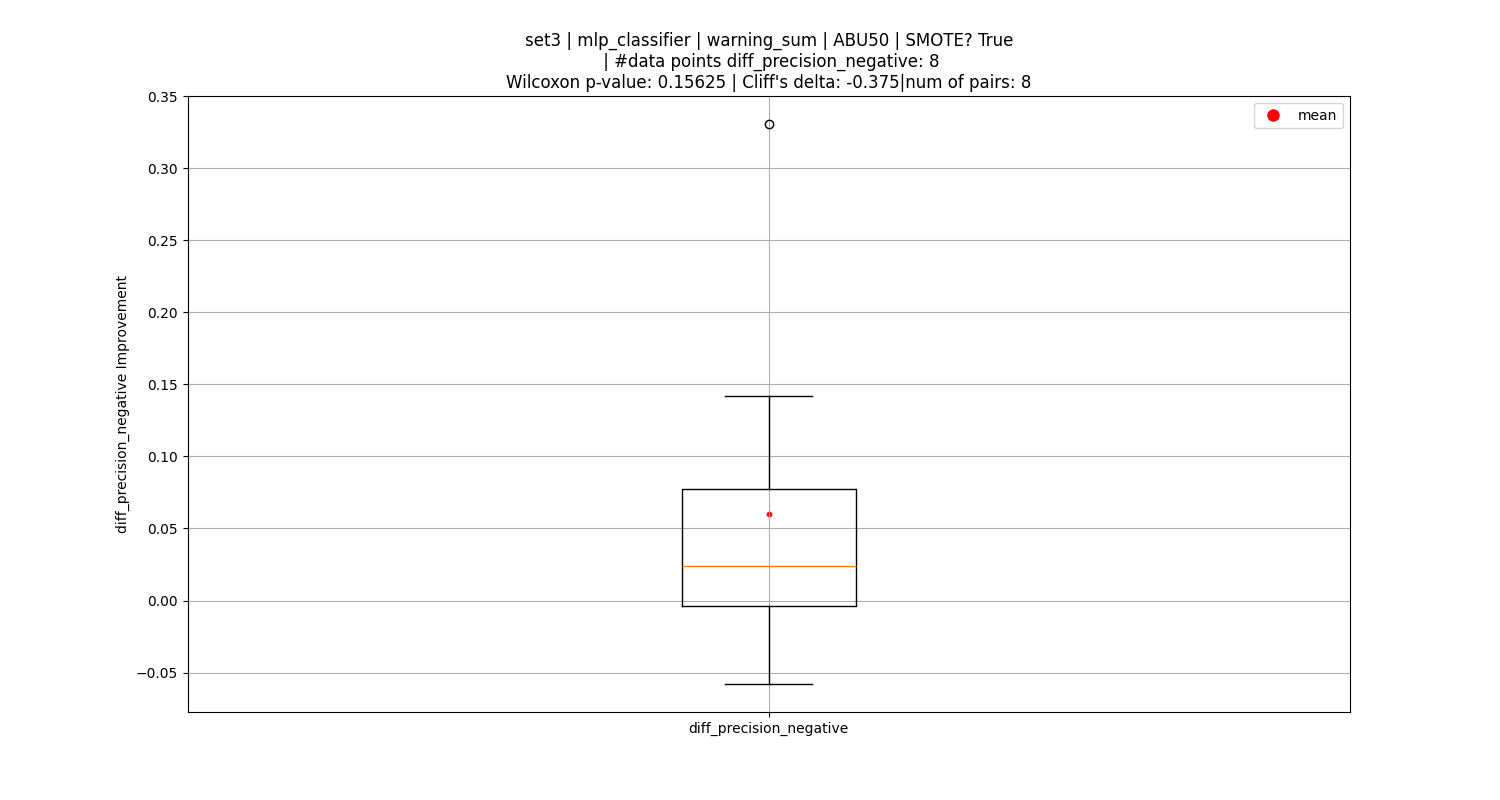 set3 | mlp_classifier | warning_sum | ABU50 | SMOTE? True
| #data points diff_precision_negative: 8
Wilcoxon p-value: 0.15625 | Cliff's delta: -0.375|num of pairs: 8
mean
0.35
0.30
0.25
0.20
0.15
0.10
0.05
0.00
−0.05
diff_precision_negative Improvement
diff_precision_negative